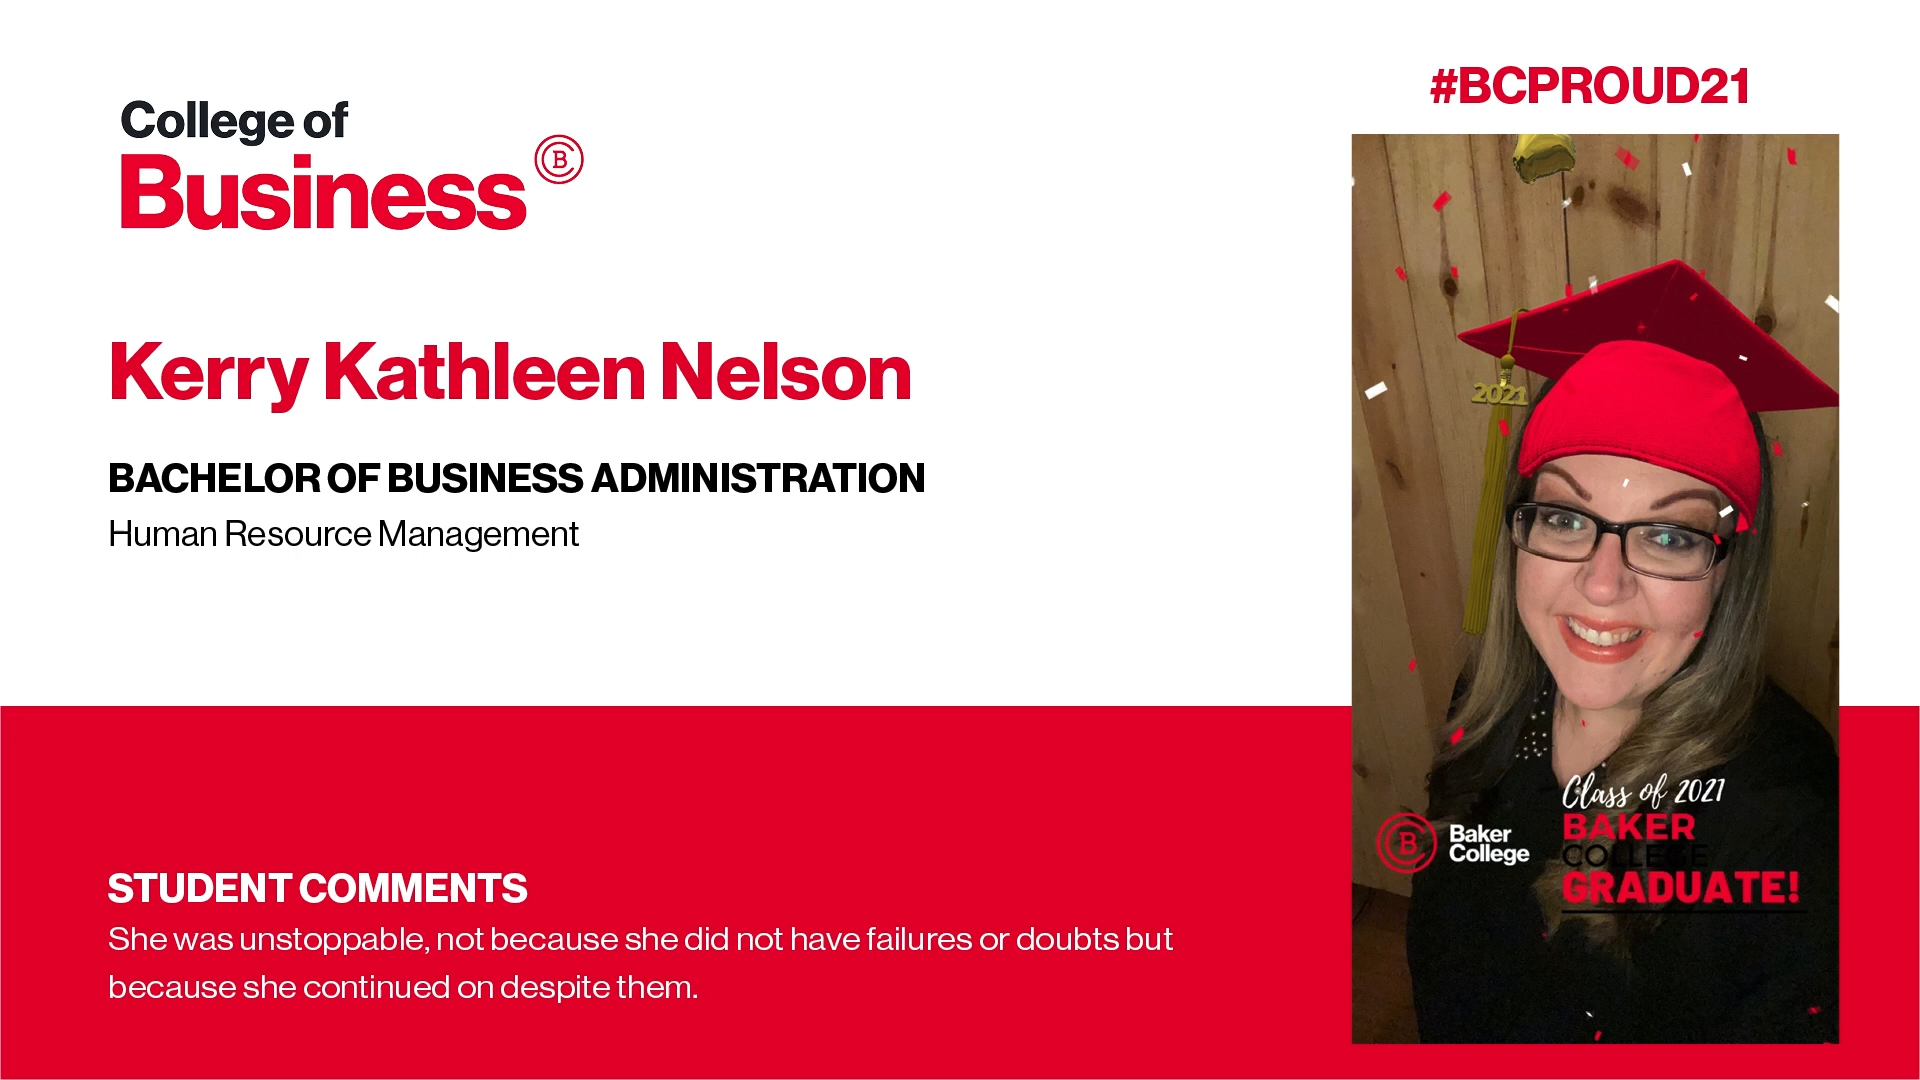 College of
Business
B
Kerry Kathleen Nelson
BACHELOR OF BUSINESS ADMINISTRATION
Human Resource Management
STUDENT COMMENTS
She was unstoppable, not because she did not have failures or doubts but
because she continued on despite them.
#BCPROUD21
2021
Class of 2021
B
Baker
College
BAKER
COLLEGE
GRADUATE!